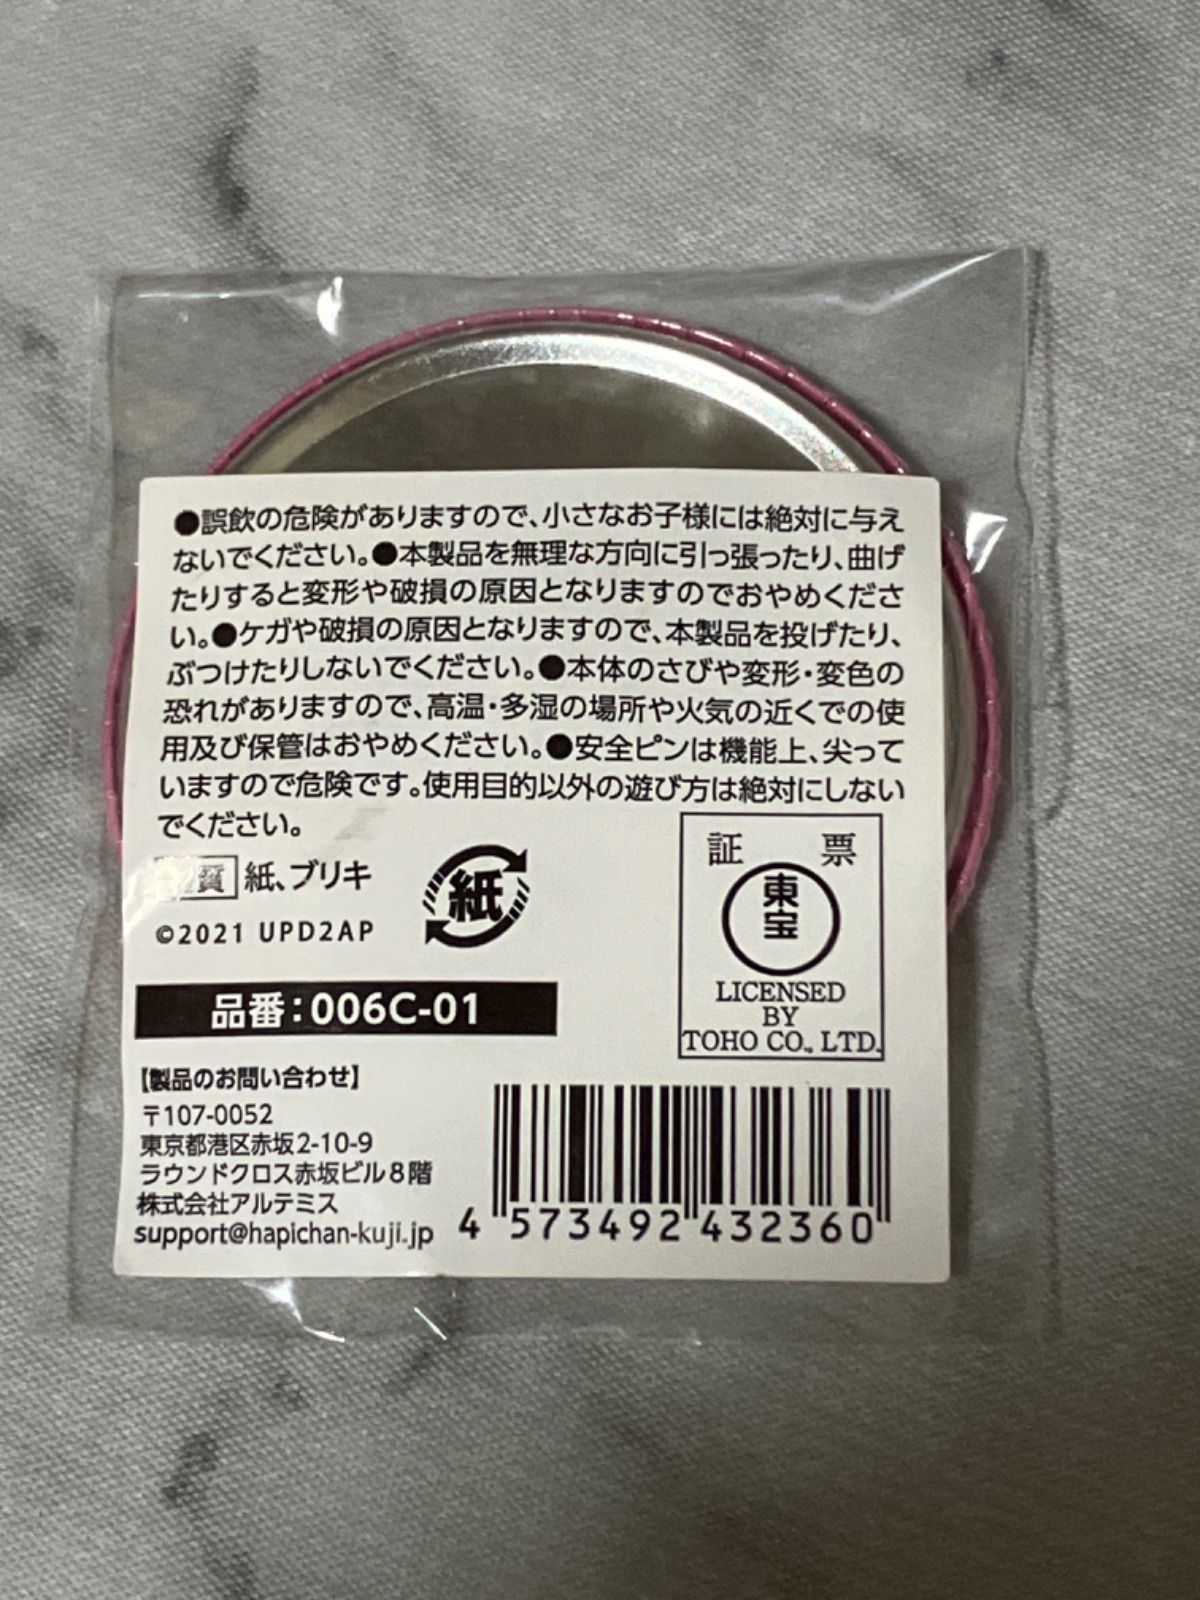 ●誤飲の危険がありますので、小さなお子様には絶対に与え
ないでください。●本製品を無理な方向に引っ張ったり、曲げ
たりすると変形や破損の原因となりますのでおやめくださ
い。●ケガや破損の原因となりますので、本製品を投げたり、
ぶつけたりしないでください。●本体のさびや変形・変色の
恐れがありますので、高温・多湿の場所や火気の近くでの使
用及び保管はおやめください。●安全ピンは機能上、尖って
いますので危険です。使用目的以外の遊び方は絶対にしない
でください。
質 紙、ブリキ
©2021 UPD2AP
紙
証 票
東宝
LICENSED
BY
TOHO CO., LTD.
品番：006C-01
【製品のお問い合わせ】
〒107-0052
東京都港区赤坂2-10-9
ラウンドクロス赤坂ビル8階
株式会社アルテミス
support@hapichan-kuji.jp
4 573492 432360